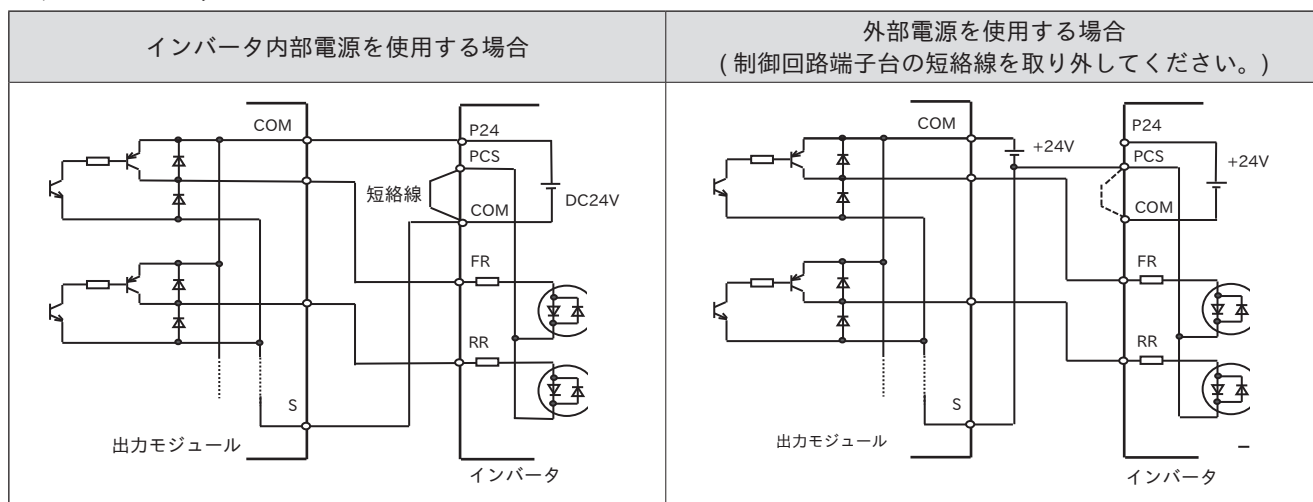 インバータ内部電源を使用する場合
外部電源を使用する場合
( 制御回路端子台の短絡線を取り外してください。)
COM
P24
PCS
短絡線
COM
DC24V
FR
RR
S
出力モジュール
インバータ
COM
+24V
P24
PCS
+24V
COM
FR
RR
S
出力モジュール
インバータ